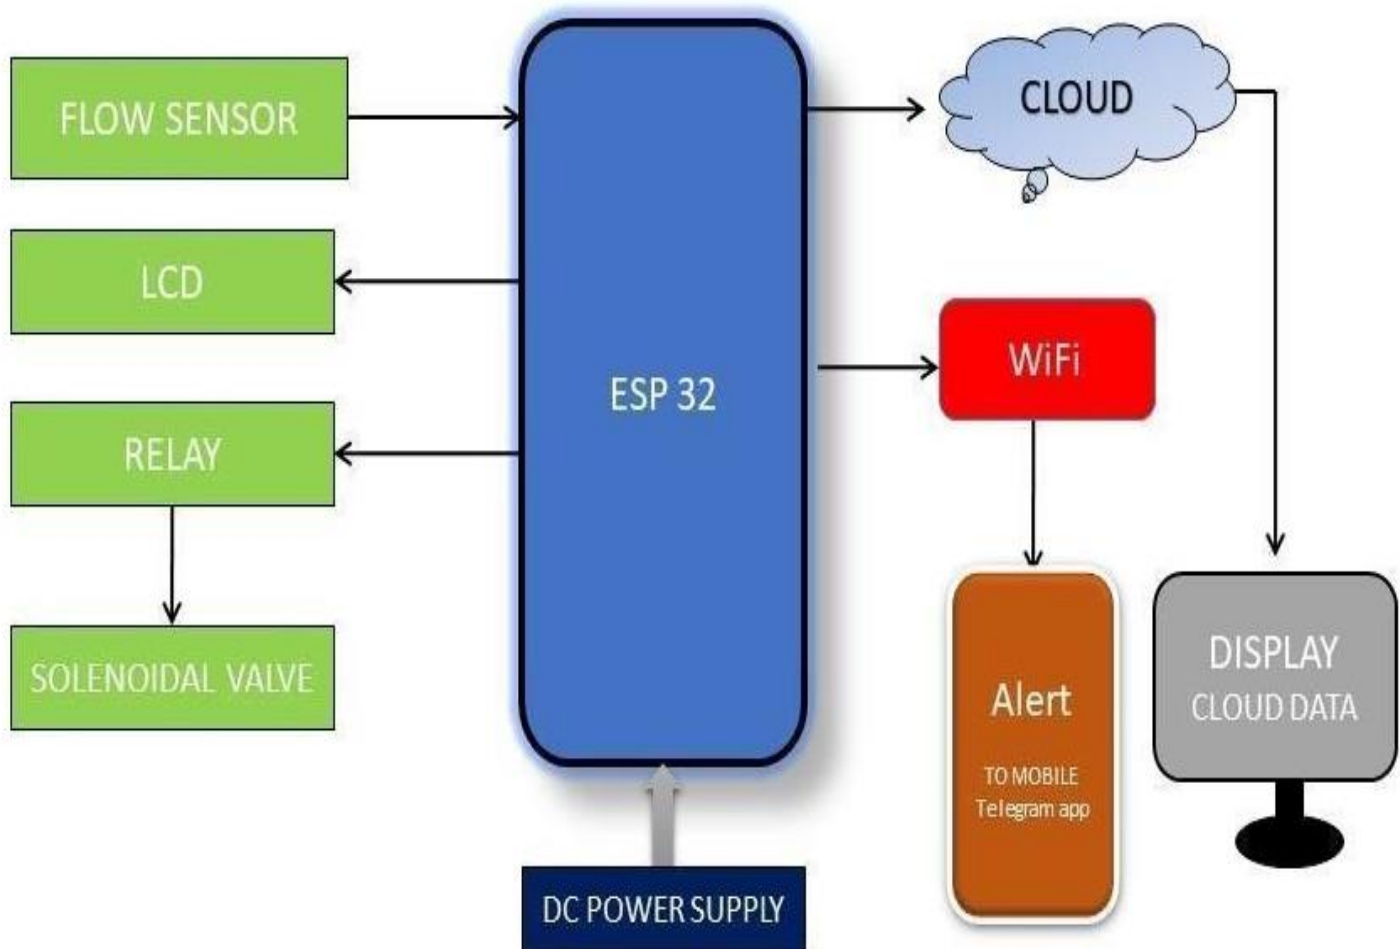 FLOW SENSOR
LCD
RELAY
SOLENOIDAL VALVE
ESP 32
DC POWER SUPPLY
CLOUD
WiFi
Alert
TO MOBILE
Telegram app
DISPLAY
CLOUD DATA